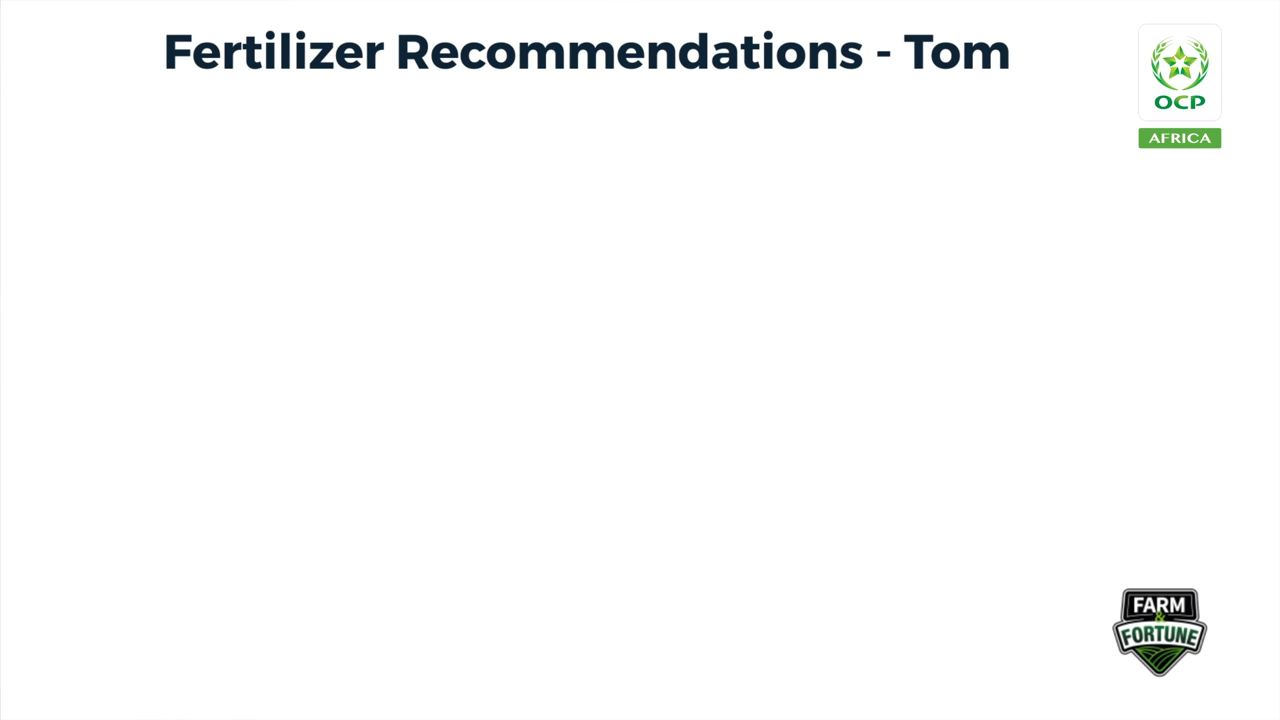 Fertilizer Recommendations - Tom
OCP
AFRICA
FARM
&
FORTUNE